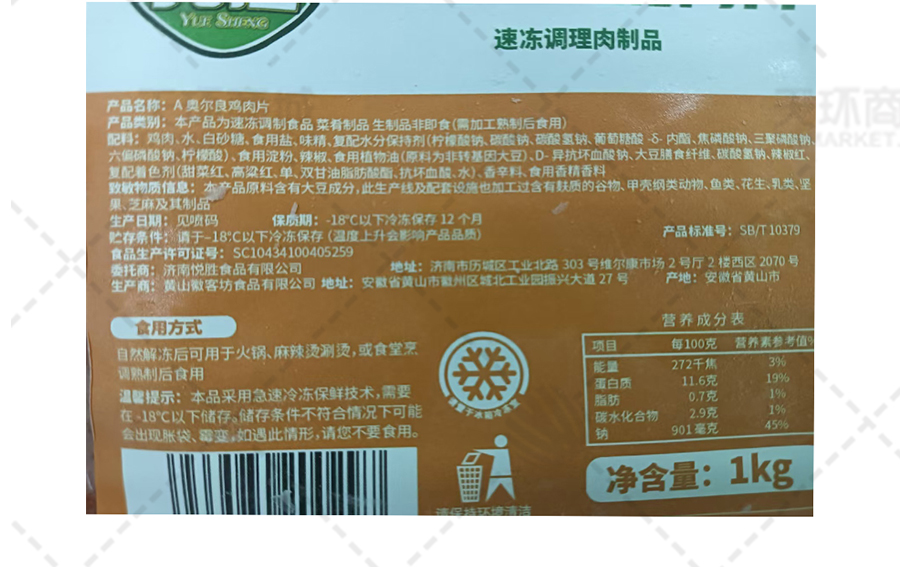 YUE SHENG
速冻调理肉制品
产品名称：A奥尔良鸡肉片
产品类别：本产品为速冻调制食品 菜肴制品 生制品非即食(需加工熟制后食用)
配料：鸡肉、水、白砂糖、食用盐、味精、复配水分保持剂(柠檬酸钠、碳酸钠、碳酸氢钠、葡萄糖酸-δ-内酯、焦磷酸钠、三聚磷酸钠、
六偏磷酸钠、柠檬酸)、食用淀粉、辣椒、食用植物油(原料为非转基因大豆)、D-异抗坏血酸钠、大豆膳食纤维、碳酸氢钠、辣椒红、
复配着色剂(甜菜红、高粱红、单、双甘油脂肪酸酯、抗坏血酸、水)、香辛料、食用香精香料
致敏物质信息：本产品原料含有大豆成分，此生产线及配套设施也加工过含有麸质的谷物、甲壳纲类动物、鱼类、花生、乳类、坚
果、芝麻及其制品
生产日期：见喷码 保质期：-18℃以下冷冻保存12个月
贮存条件：请于-18℃以下冷冻保存(温度上升会影响产品品质) 产品标准号：SB/T 10379
食品生产许可证号：SC10434100405259
委托商：济南悦胜食品有限公司 地址：济南市历城区工业北路303号维尔康市场2号厅2楼西区2070号
生产商：黄山徽客坊食品有限公司 地址：安徽省黄山市徽州区城北工业园振兴大道27号 产地：安徽省黄山市
食用方式
自然解冻后可用于火锅、麻辣烫涮烫，或食堂烹
调熟制后食用
温馨提示：本品采用急速冷冻保鲜技术，需要
在-18℃以下储存，储存条件不符合情况下可能
会出现胀袋、霉变，如遇此情形，请您不要食用。
营养成分表
项目 每100克 营养素参考值%
能量 272千焦 3%
蛋白质 11.6克 19%
脂肪 0.7克 1%
碳水化合物 2.9克 1%
钠 901毫克 45%
净含量：1kg
请保持环境清洁